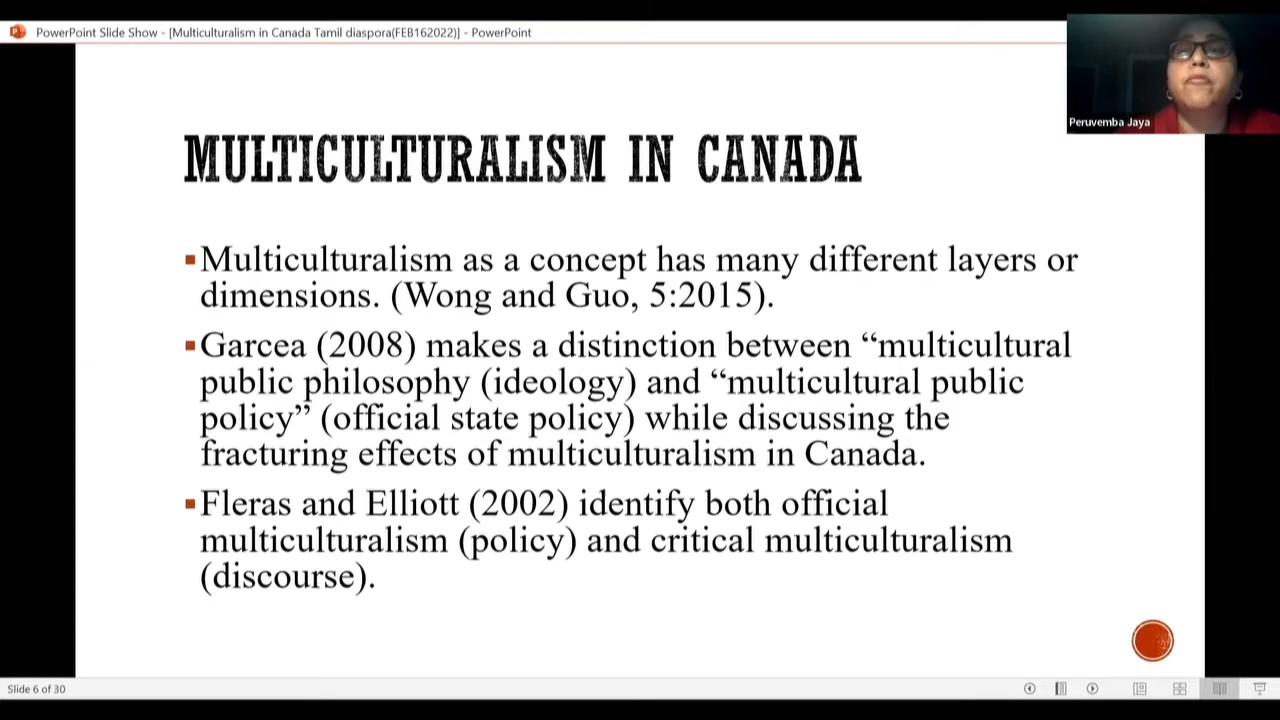 PowerPoint Slide Show - [Multiculturalism in Canada Tamil diaspora(FEB162022)] - PowerPoint
Peruvemba Jaya
MULTICULTURALISM IN CANADA
▪Multiculturalism as a concept has many different layers or
dimensions. (Wong and Guo, 5:2015).
▪Garcea (2008) makes a distinction between “multicultural
public philosophy (ideology) and “multicultural public
policy” (official state policy) while discussing the
fracturing effects of multiculturalism in Canada.
▪Fleras and Elliott (2002) identify both official
multiculturalism (policy) and critical multiculturalism
(discourse).
Slide 6 of 30